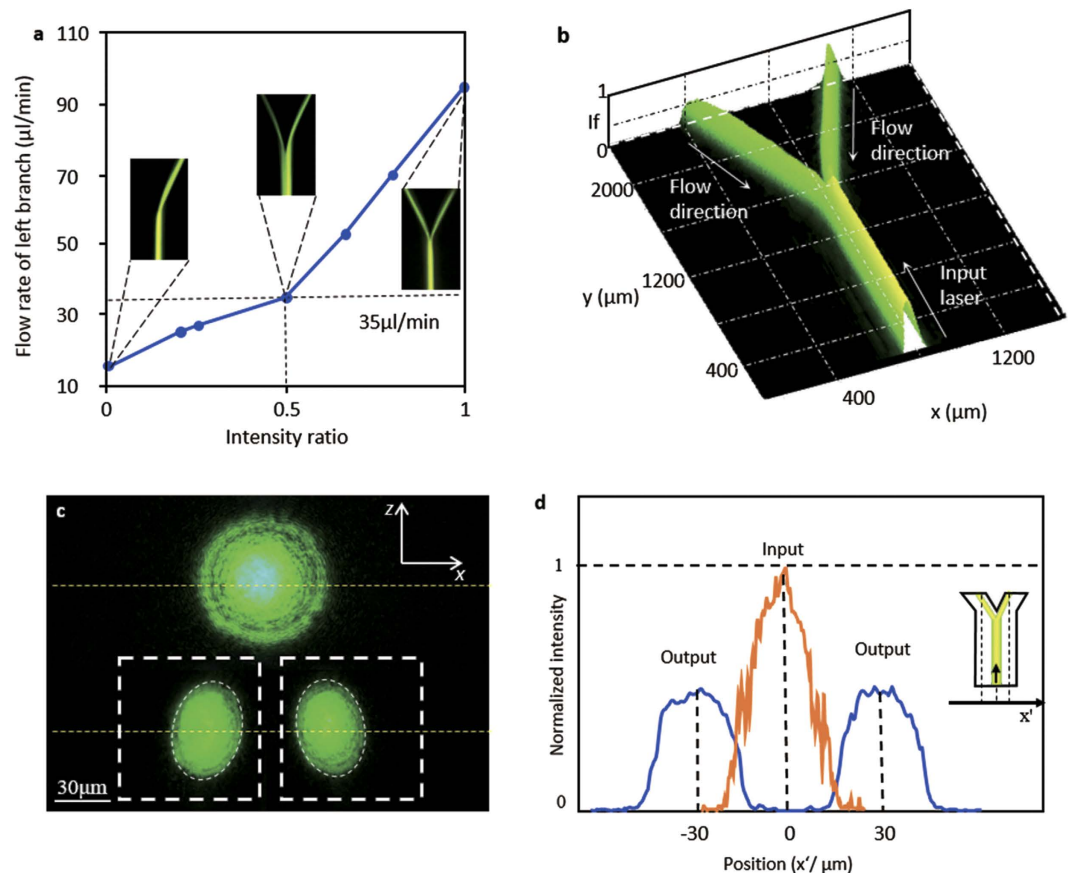 a
110
90
70
50
30
10
Flow rate of left branch (µl/min)
35µl/min
0
0.5
1
Intensity ratio
b
1
If
0
2000
1200
400
y (µm)
Flow
direction
Flow
direction
Input
laser
1200
400
x (µm)
c
z
x
30µm
d
1
0
Normalized intensity
Input
Output
Output
x'
-30
0
30
Position (x‘/ µm)